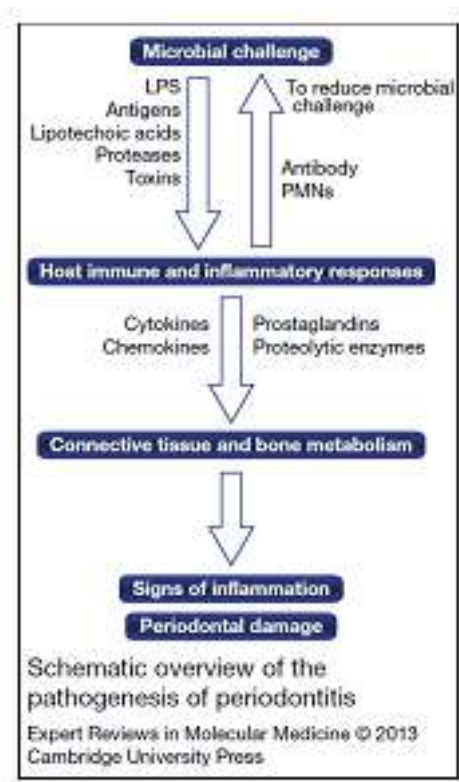 Microbial challenge
LPS
Antigens
Lipotechoic acids
Proteases
Toxins
To reduce microbial
challenge
Antibody
PMNs
Host immune and inflammatory responses
Cytokines
Chemokines
Prostaglandins
Proteolytic enzymes
Connective tissue and bone metabolism
Signs of inflammation
Periodontal damage
Schematic overview of the
pathogenesis of periodontitis
Expert Reviews in Molecular Medicine © 2013
Cambridge University Press